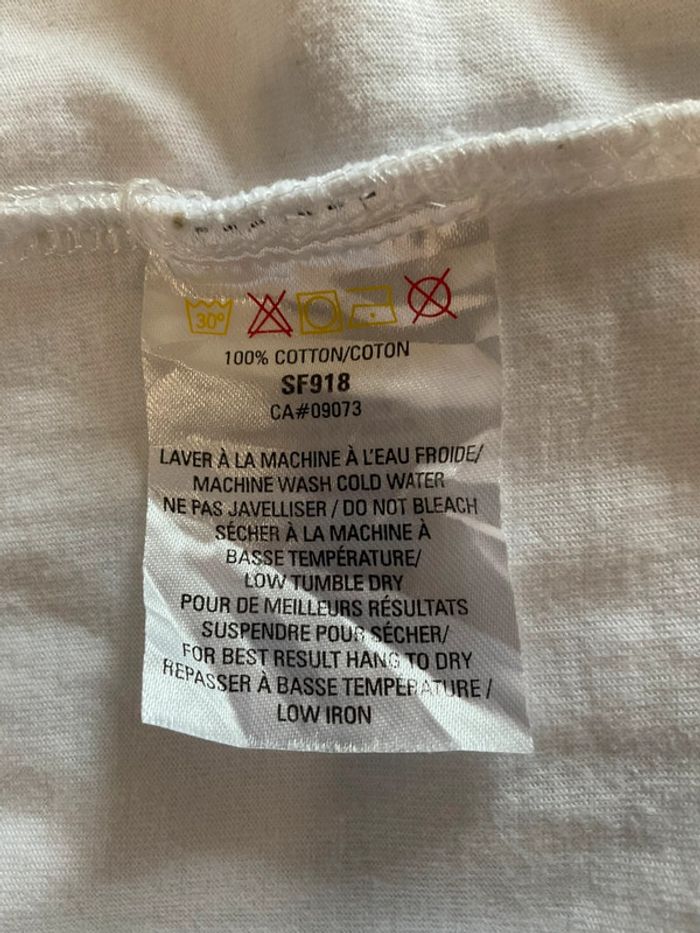 30°
100% COTTON/COTON
SF918
CA#09073
LAVER À LA MACHINE À L'EAU FROIDE/
MACHINE WASH COLD WATER
NE PAS JAVELLISER / DO NOT BLEACH
SÉCHER À LA MACHINE À
BASSE TEMPÉRATURE/
LOW TUMBLE DRY
POUR DE MEILLEURS RÉSULTATS
SUSPENDRE POUR SÉCHER/
FOR BEST RESULT HANG TO DRY
REPASSER À BASSE TEMPERATURE /
LOW IRON